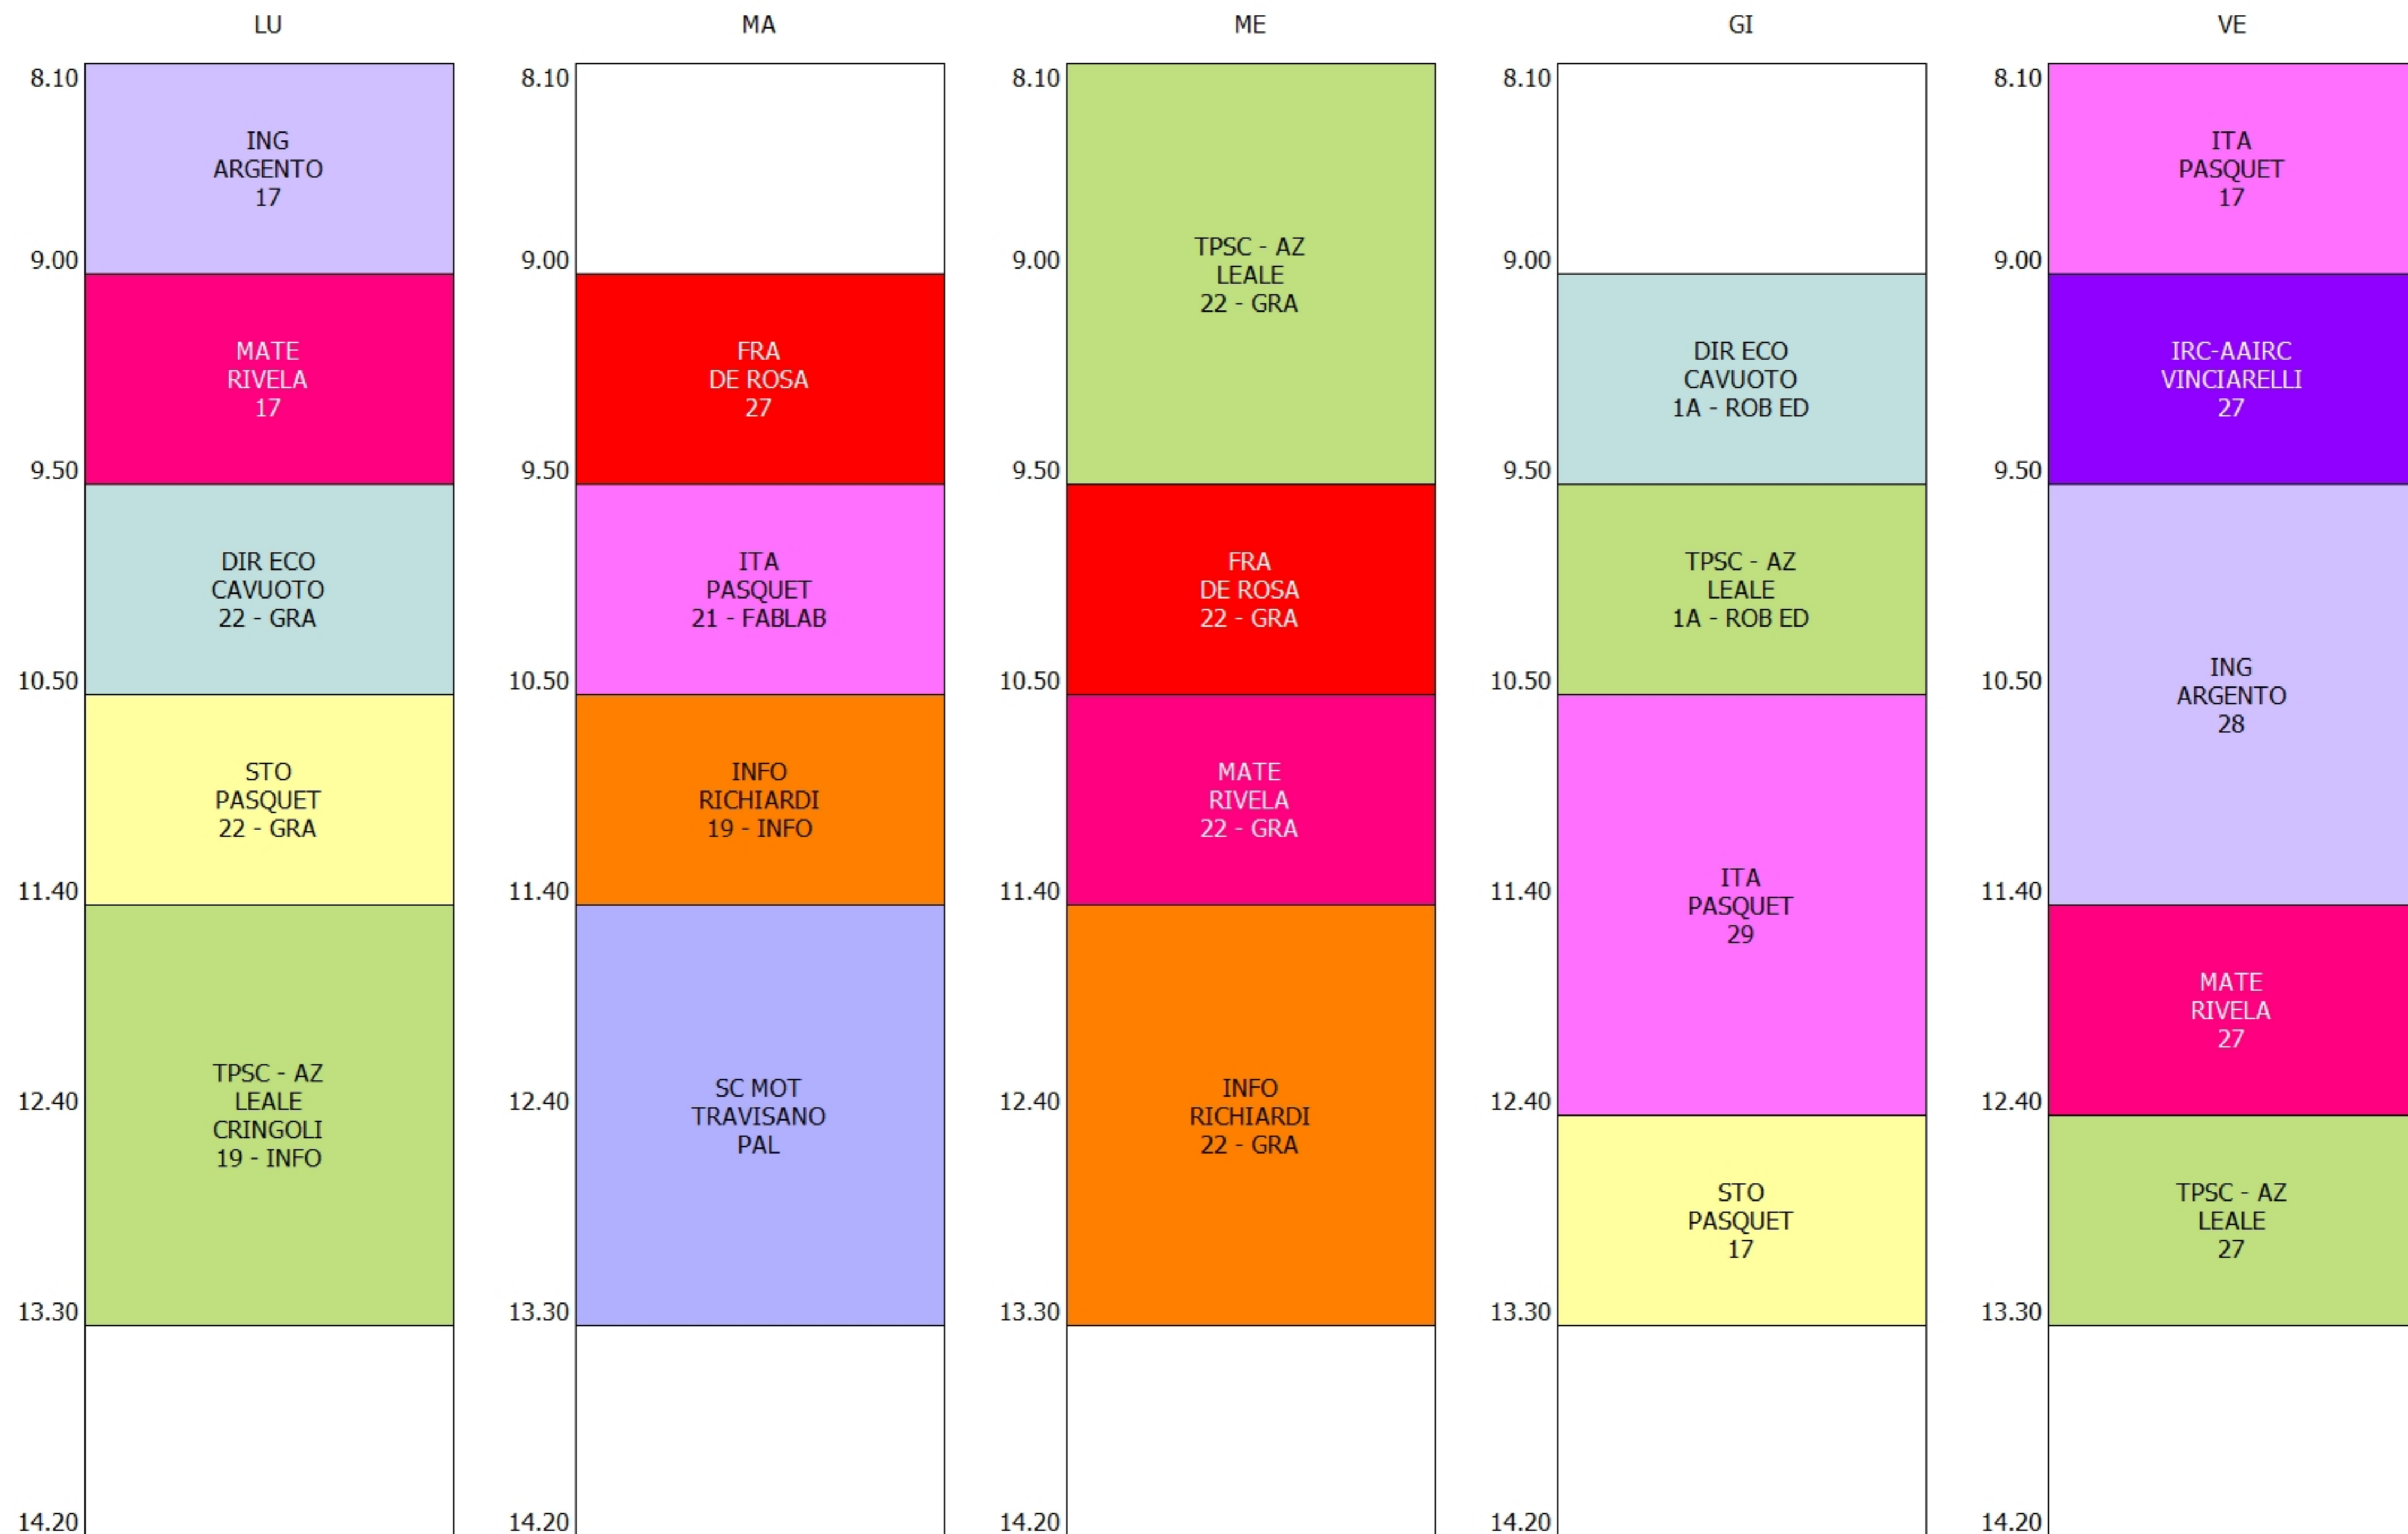 LU
MA
ME
GI
VE
8.10
ING
ARGENTO
17
9.00
MATE
RIVELA
17
9.50
DIR ECO
CAVUOTO
22 - GRA
10.50
STO
PASQUET
22 - GRA
11.40
TPSC - AZ
LEALE
12.40
CRINGOLI
19 - INFO
13.30
14.20
8.10
9.00
FRA
DE ROSA
27
9.50
ITA
PASQUET
21 - FABLAB
10.50
INFO
RICHIARDI
19 - INFO
11.40
SC MOT
12.40
TRAVISANO
PAL
13.30
14.20
8.10
TPSC - AZ
9.00
LEALE
22 - GRA
9.50
FRA
DE ROSA
22 - GRA
10.50
MATE
RIVELA
22 - GRA
11.40
INFO
12.40
RICHIARDI
22 - GRA
13.30
14.20
8.10
9.00
DIR ECO
CAVUOTO
1A - ROB ED
9.50
TPSC - AZ
LEALE
1A - ROB ED
10.50
ITA
11.40
PASQUET
29
12.40
STO
PASQUET
17
13.30
14.20
8.10
ITA
PASQUET
17
9.00
IRC-AAIRC
VINCIARELLI
27
9.50
ING
10.50
ARGENTO
28
11.40
MATE
RIVELA
27
12.40
TPSC - AZ
LEALE
27
13.30
14.20